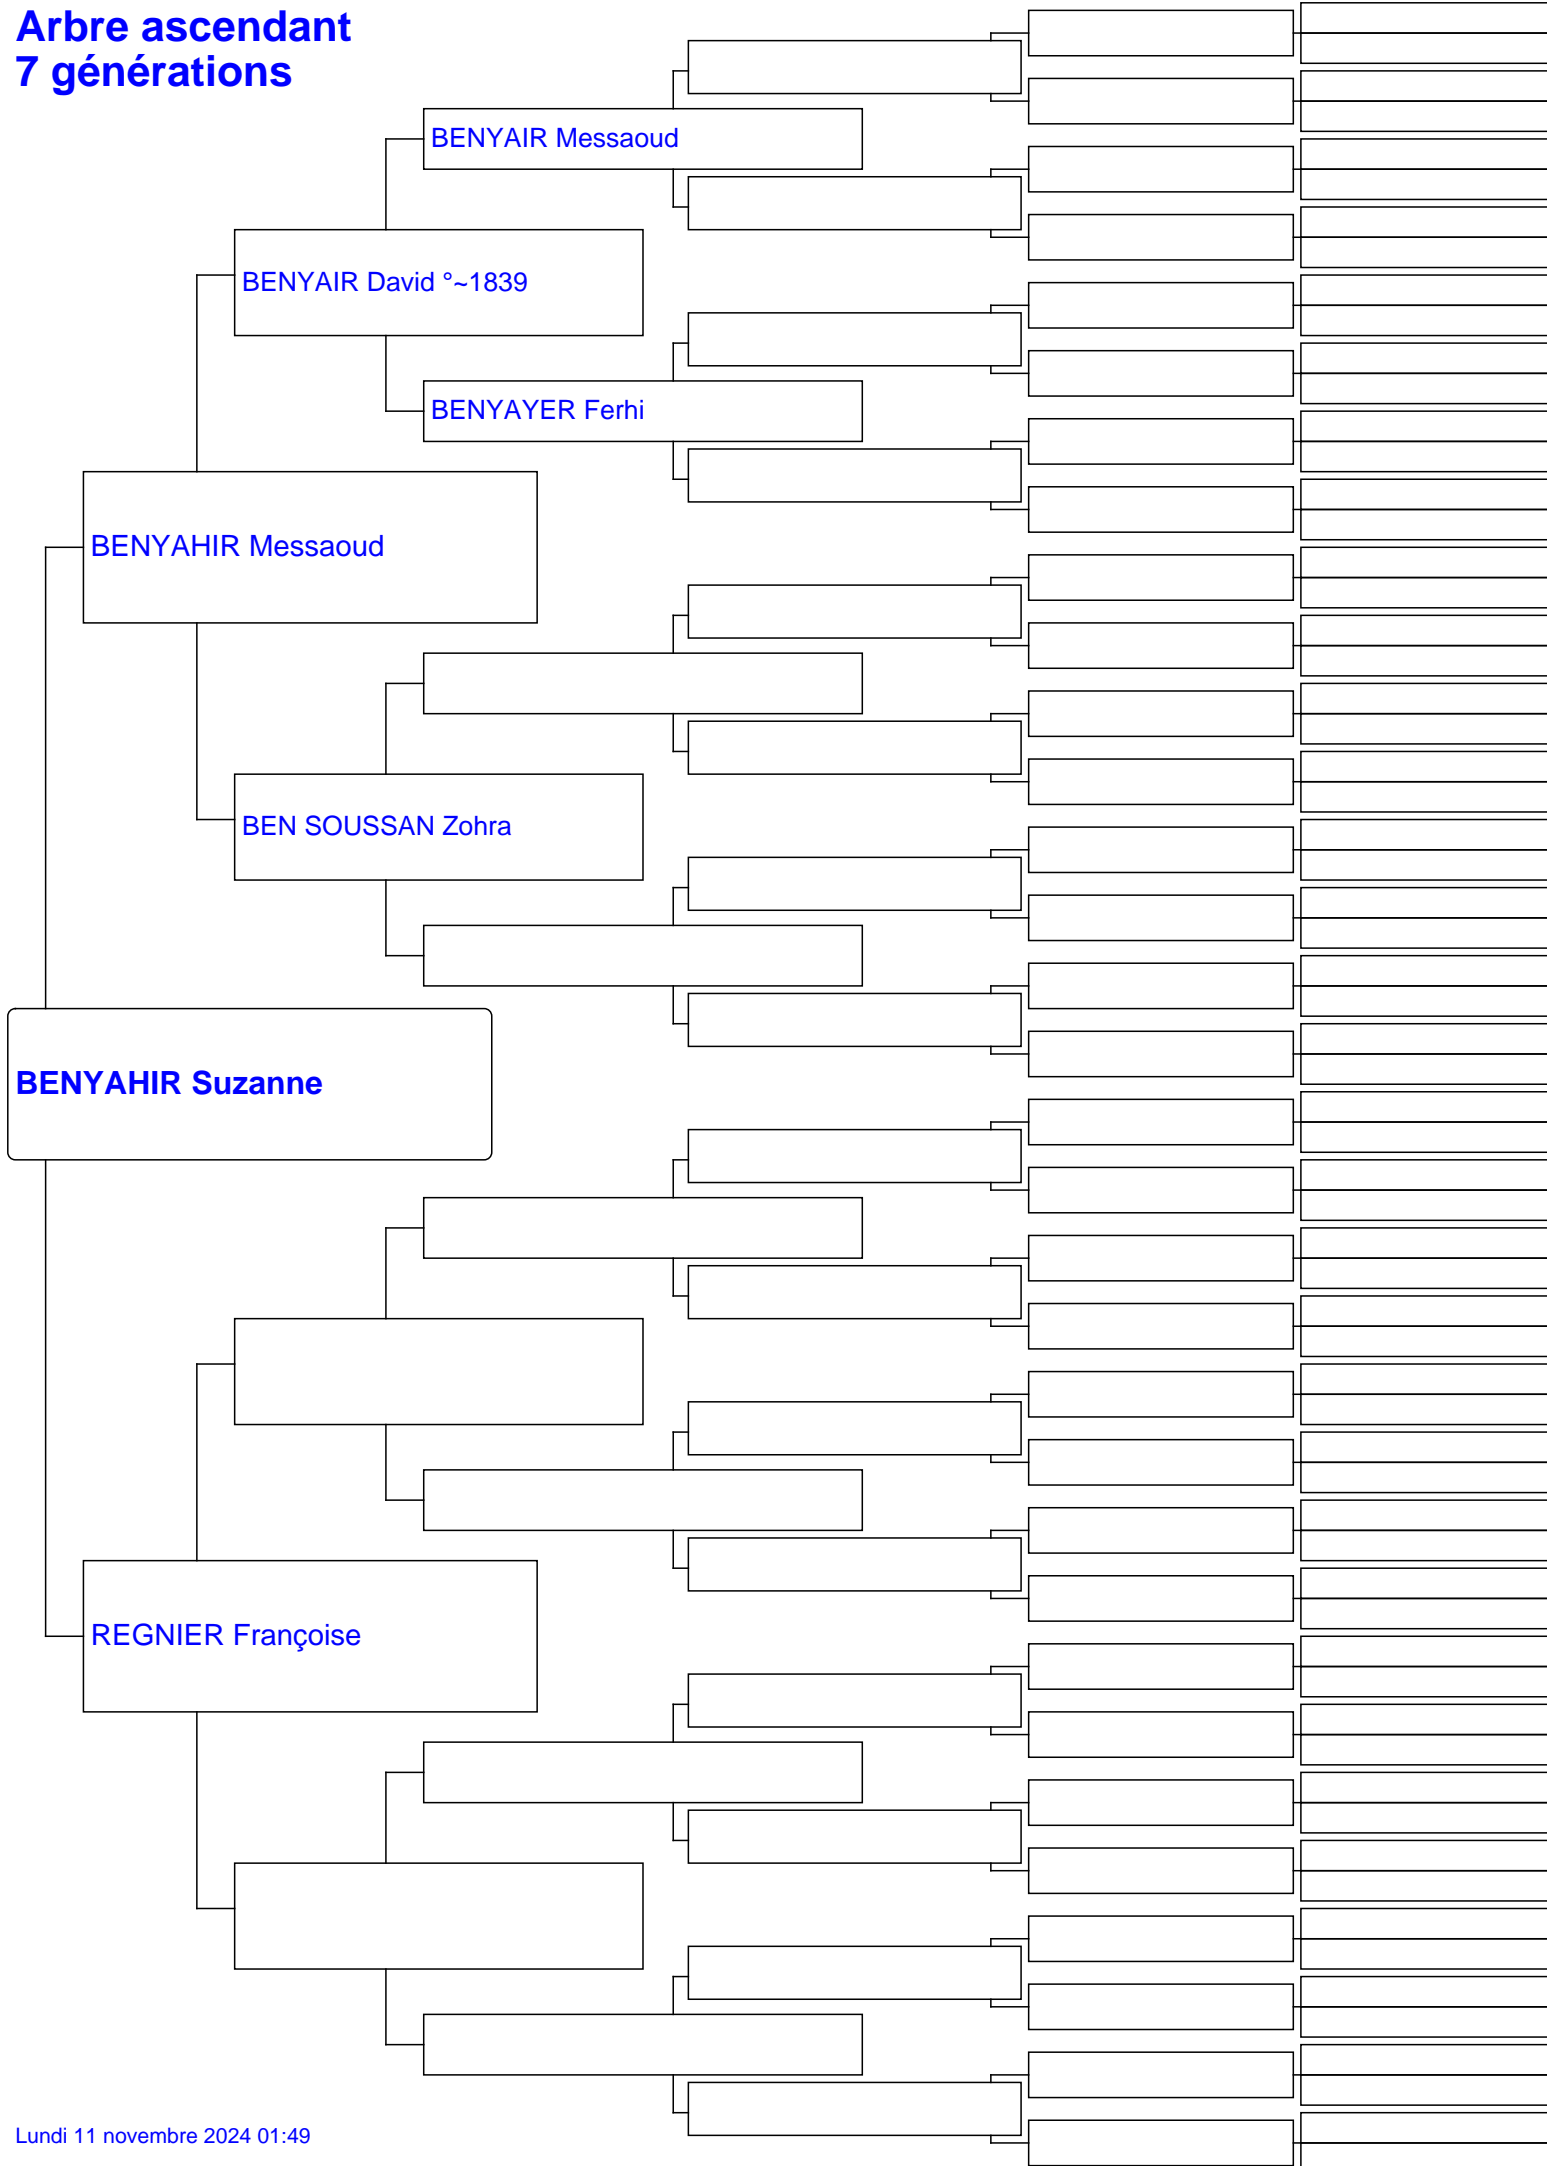 Arbre ascendant
7 générations
BENYAIR Messaoud
BENYAIR David °~1839
BENYAYER Ferhi
BENYAHIR Messaoud
BEN SOUSSAN Zohra
BENYAHIR Suzanne
REGNIER Françoise
Lundi 11 novembre 2024 01:49